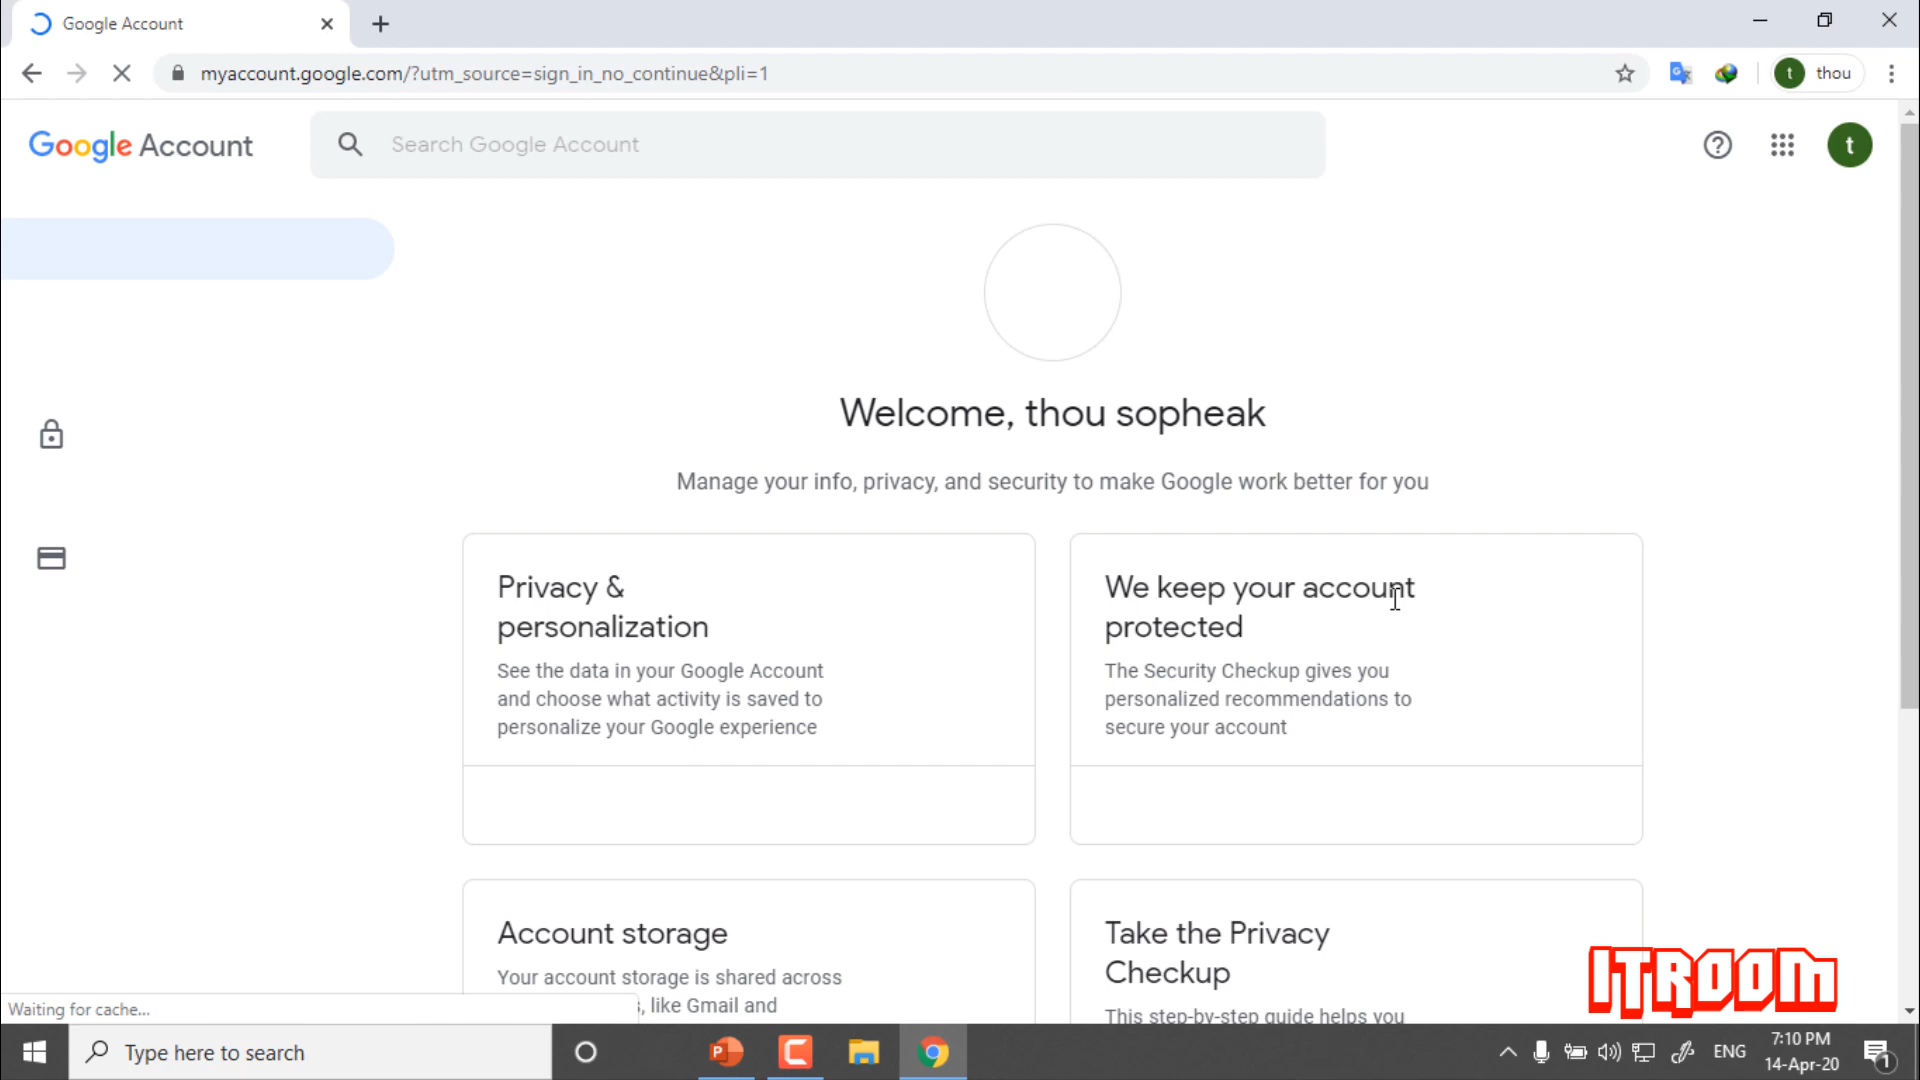 Google Account
myaccount.google.com/?utm_source=sign_in_no_continue&pli=1
t thou
Google Account
Search Google Account
t
Welcome, thou sopheak
Manage your info, privacy, and security to make Google work better for you
Privacy &
personalization
See the data in your Google Account
and choose what activity is saved to
personalize your Google experience
We keep your account
protected
The Security Checkup gives you
personalized recommendations to
secure your account
Account storage
Your account storage is shared across
, like Gmail and
Take the Privacy
Checkup
This step-by-step guide helps you
ITROOM
Waiting for cache...
Type here to search
ENG
7:10 PM
14-Apr-20
1